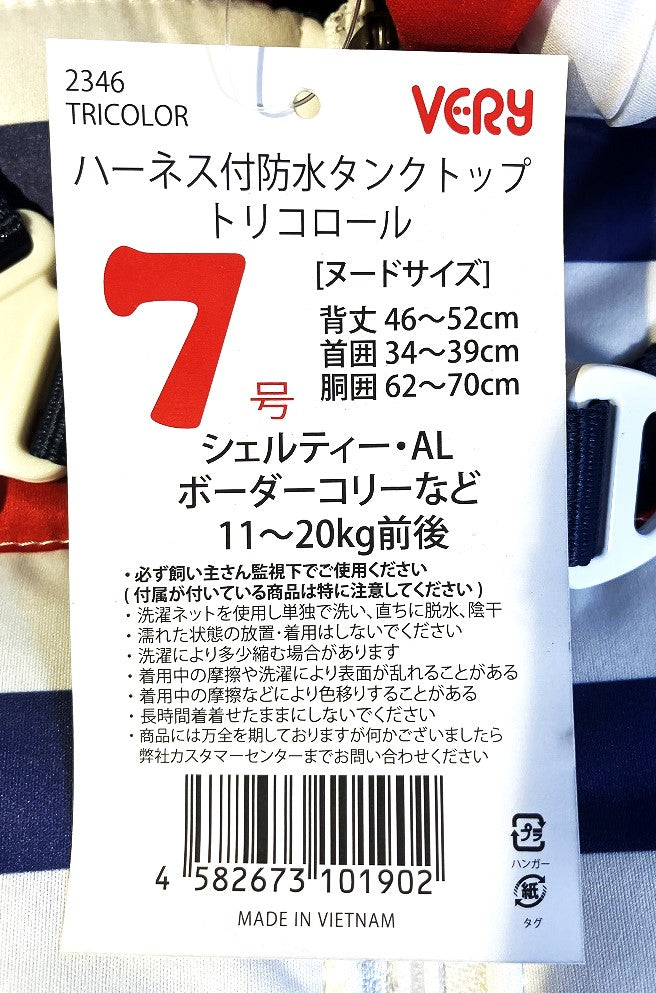 2346
TRICOLOR
VERY
ハーネス付防水タンクトップ
トリコロール
7号
[ヌードサイズ]
背丈 46～52cm
首囲 34～39cm
胴囲 62～70cm
シェルティー・AL
ボーダーコリーなど
11～20kg前後
・必ず飼い主さん監視下でご使用ください
(付属が付いている商品は特に注意してください)
・洗濯ネットを使用し単独で洗い、直ちに脱水、陰干
・濡れた状態の放置・着用はしないでください
・洗濯により多少縮む場合があります
・着用中の摩擦や洗濯により表面が乱れることがある
・着用中の摩擦などにより色移りすることがある
・長時間着着せたままにしないでください
・商品には万全を期しておりますが何かございましたら
弊社カスタマーセンターまでお問い合わせください
4 582673 101902
MADE IN VIETNAM
プラ
ハンガー
紙
タグ